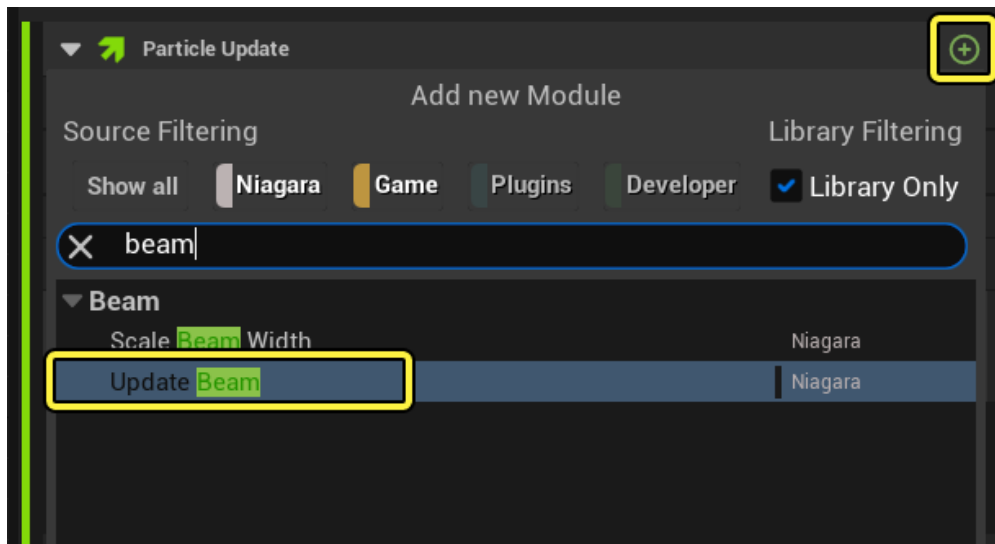 Particle Update
Add new Module
Source Filtering Library Filtering
Show all Niagara Game Plugins Developer Library Only
beam
Beam
Scale Beam Width Niagara
Update Beam Niagara